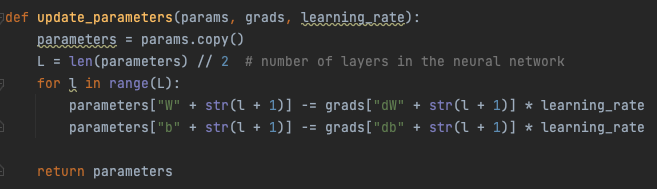 def update_parameters(params, grads, learning_rate):
    parameters = params.copy()
    L = len(parameters) // 2  # number of layers in the neural network
    for l in range(L):
        parameters["W" + str(l + 1)] -= grads["dW" + str(l + 1)] * learning_rate
        parameters["b" + str(l + 1)] -= grads["db" + str(l + 1)] * learning_rate
    return parameters